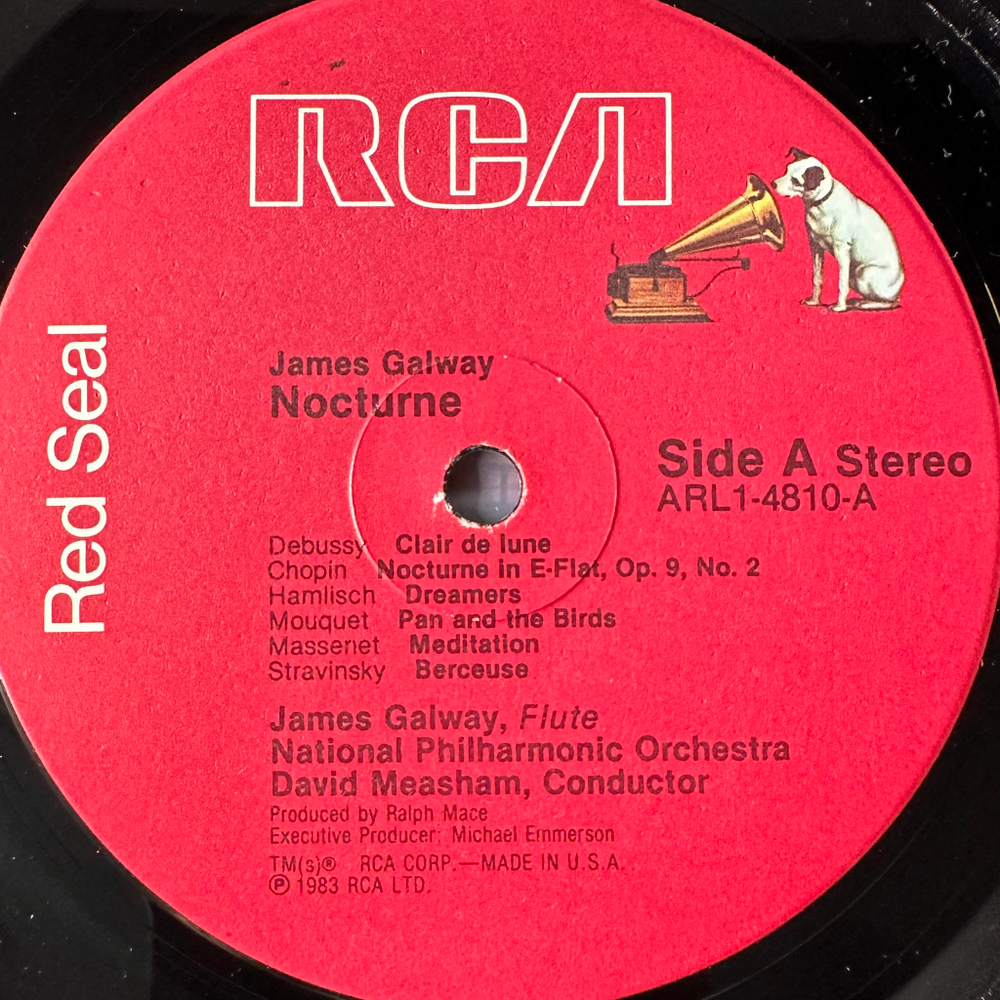 RCA
Red Seal
James Galway
Nocturne
Side A Stereo
ARL1-4810-A
Debussy Clair de lune
Chopin Nocturne in E-Flat, Op. 9, No. 2
Hamlisch Dreamers
Mouquet Pan and the Birds
Massenet Meditation
Stravinsky Berceuse
James Galway, Flute
National Philharmonic Orchestra
David Measham, Conductor
Produced by Ralph Mace
Executive Producer: Michael Emmerson
TM(s)® RCA CORP.—MADE IN U.S.A.
℗ 1983 RCA LTD.